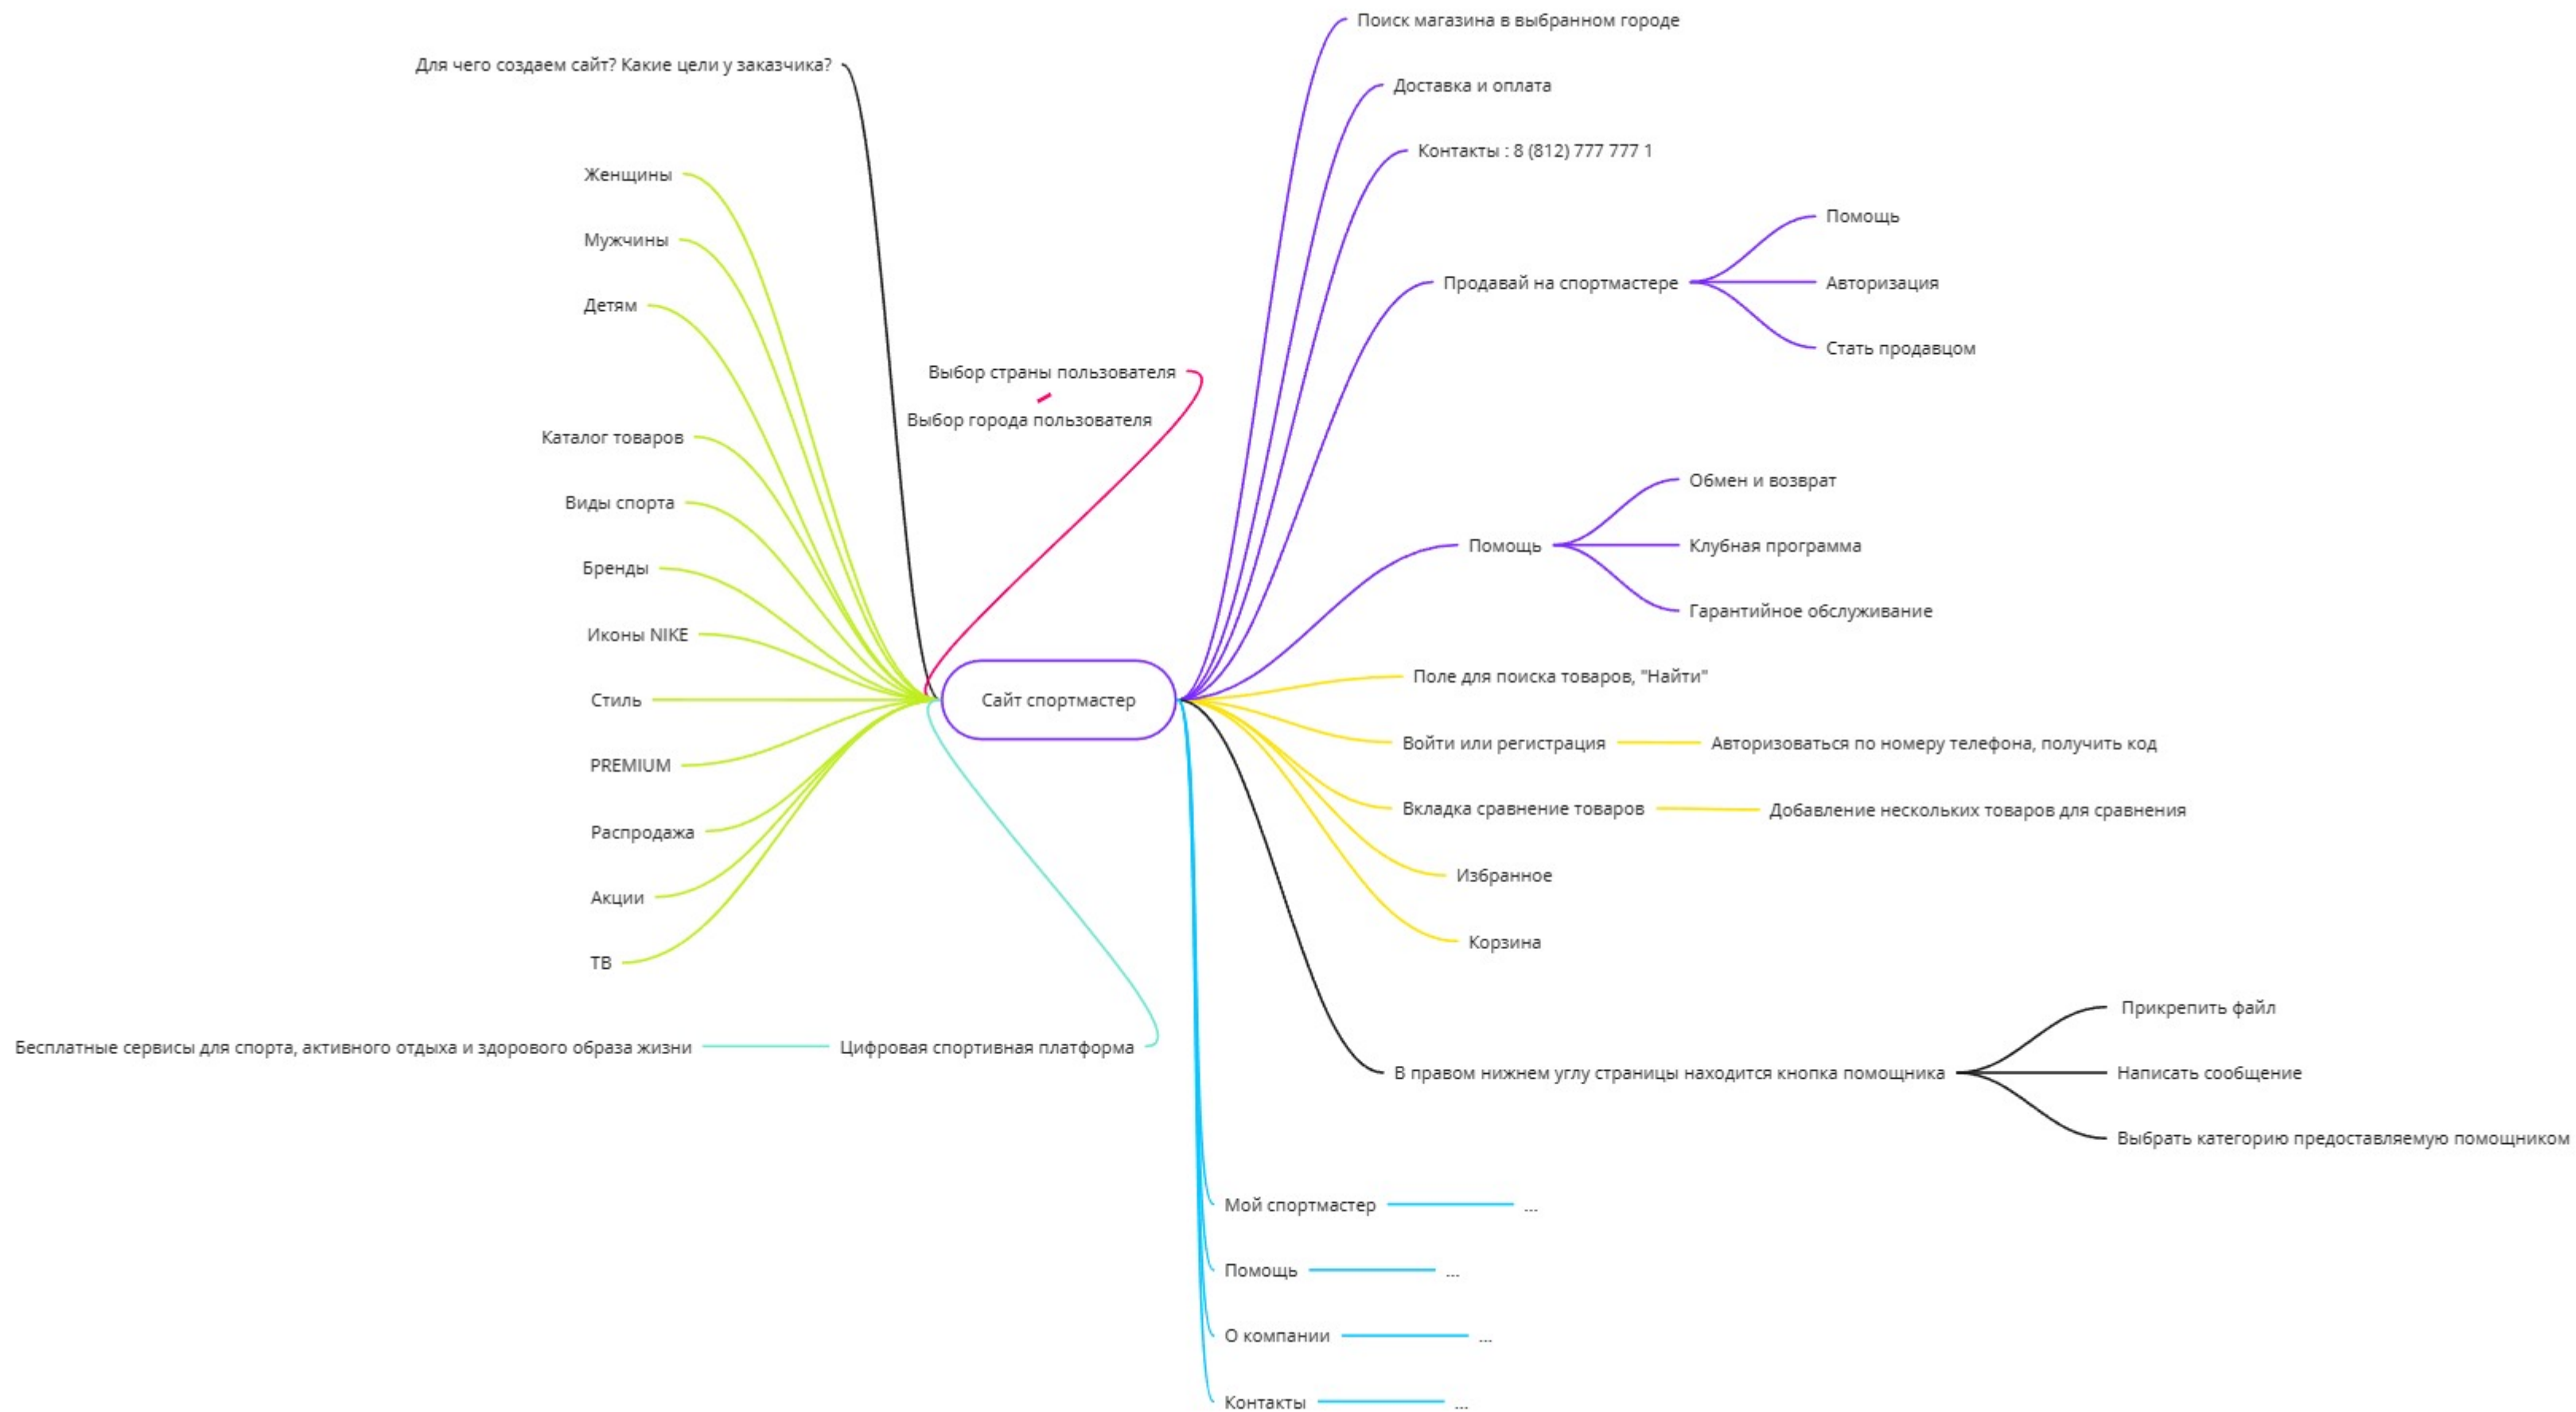 Для чего создаем сайт? Какие цели у заказчика?
Женщины
Мужчины
Детям
Выбор страны пользователя
Выбор города пользователя
Каталог товаров
Виды спорта
Бренды
Иконы NIKE
Стиль
PREMIUM
Распродажа
Акции
ТВ
Бесплатные сервисы для спорта, активного отдыха и здорового образа жизни
Цифровая спортивная платформа
Сайт спортмастер
Поиск магазина в выбранном городе
Доставка и оплата
Контакты : 8 (812) 777 777 1
Продавай на спортмастере
Помощь
Авторизация
Стать продавцом
Помощь
Обмен и возврат
Клубная программа
Гарантийное обслуживание
Поле для поиска товаров, "Найти"
Войти или регистрация
Авторизоваться по номеру телефона, получить код
Вкладка сравнение товаров
Добавление нескольких товаров для сравнения
Избранное
Корзина
В правом нижнем углу страницы находится кнопка помощника
Прикрепить файл
Написать сообщение
Выбрать категорию предоставляемую помощником
Мой спортмастер
...
Помощь
...
О компании
...
Контакты
...